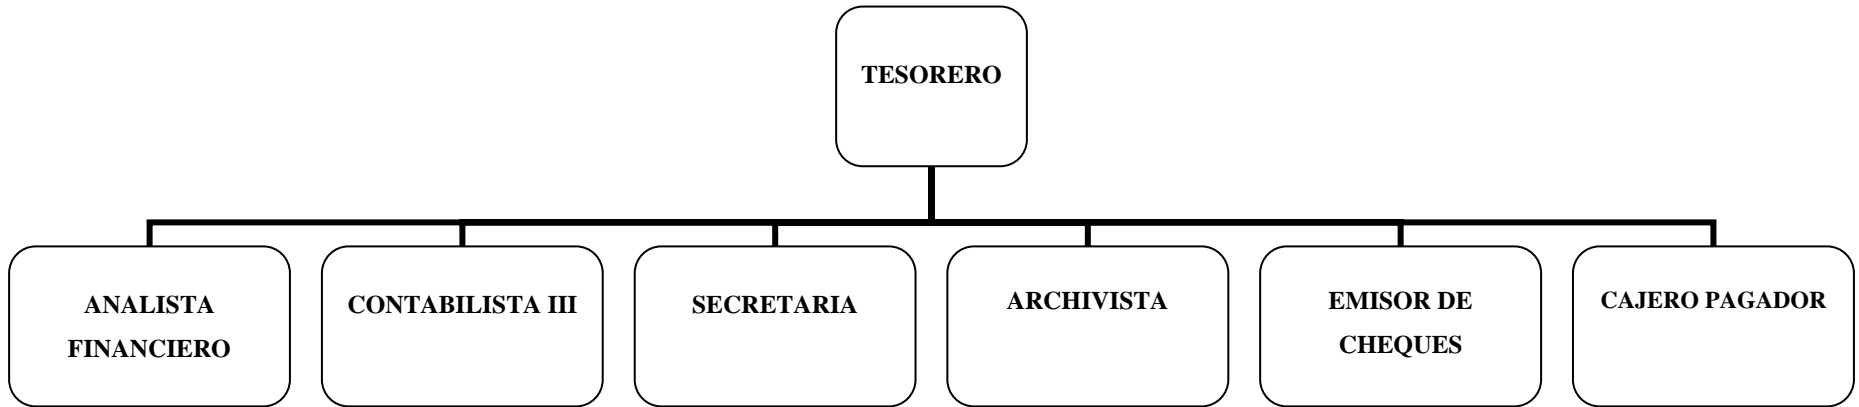 TESORERO
ANALISTA
FINANCIERO
CONTABILISTA III
SECRETARIA
ARCHIVISTA
EMISOR DE
CHEQUES
CAJERO PAGADOR